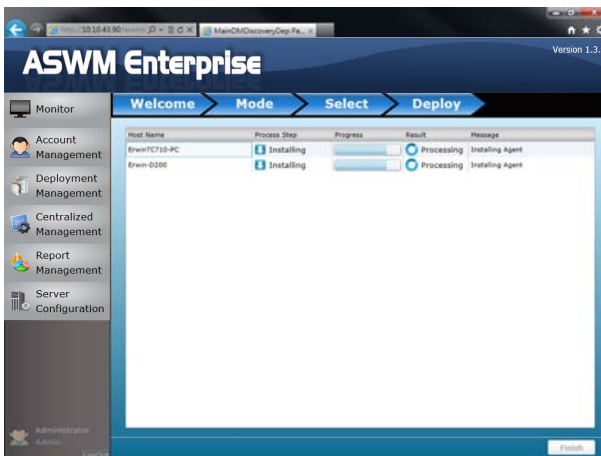 MainDMDiscoveryDep Pa...
ASWM Enterprise
Version 1.3.
Monitor
Account
Management
Deployment
Management
Centralized
Management
Report
Management
Server
Configuration
Welcome
Mode
Select
Deploy
Host Name
Process Step
Progress
Result
Message
ErwinTC710-PC
Installing
Processing
Installing Agent
Erwin-D200
Installing
Processing
Installing Agent
Administrator
Admin
Finish